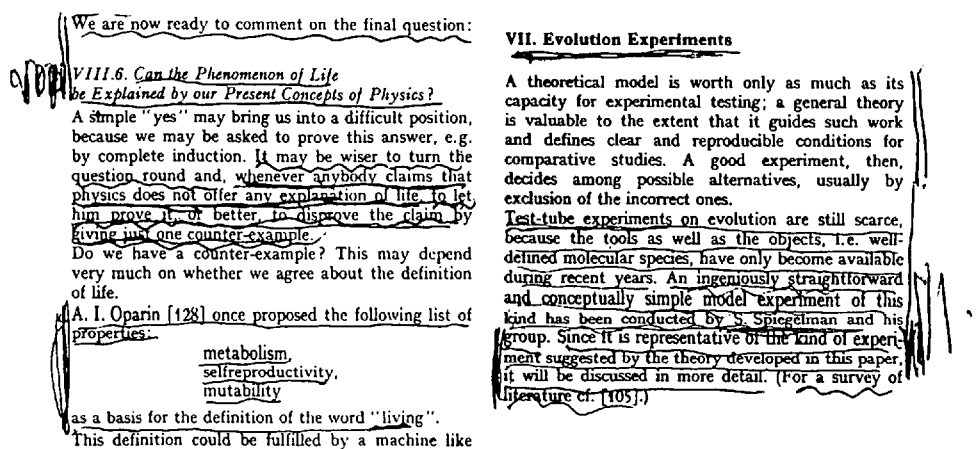 We are now ready to comment on the final question:
VIII.6. Can the Phenomenon of Life
be Explained by our Present Concepts of Physics?
A simple "yes" may bring us into a difficult position,
because we may be asked to prove this answer, e.g.
by complete induction. It may be wiser to turn the
question round and, whenever anybody claims that
physics does not offer any explanation of life, to let
him prove it, or better, to disprove the claim by
giving just one counter-example.
Do we have a counter-example? This may depend
very much on whether we agree about the definition
of life.
A. I. Oparin [128] once proposed the following list of
properties:
metabolism,
selfreproductivity,
mutability
as a basis for the definition of the word "living".
This definition could be fulfilled by a machine like
VII. Evolution Experiments
A theoretical model is worth only as much as its
capacity for experimental testing; a general theory
is valuable to the extent that it guides such work
and defines clear and reproducible conditions for
comparative studies. A good experiment, then,
decides among possible alternatives, usually by
exclusion of the incorrect ones.
Test-tube experiments on evolution are still scarce,
because the tools as well as the objects, i.e. well-
defined molecular species, have only become available
during recent years. An ingeniously straightforward
and conceptually simple model experiment of this
kind has been conducted by S. Spiegelman and his
group. Since it is representative of the kind of experi-
ment suggested by the theory developed in this paper,
it will be discussed in more detail. (For a survey of
literature cf. [105].)